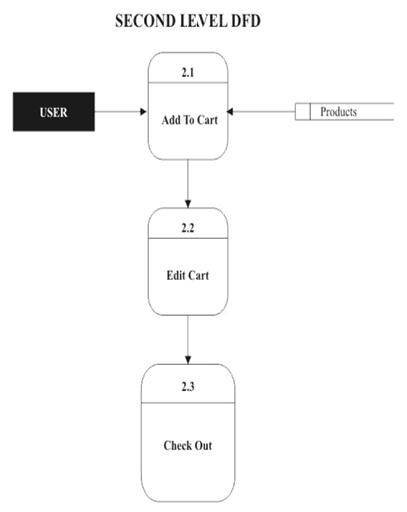 SECOND LEVEL DFD
2.1
USER
Add To Cart
Products
2.2
Edit Cart
2.3
Check Out